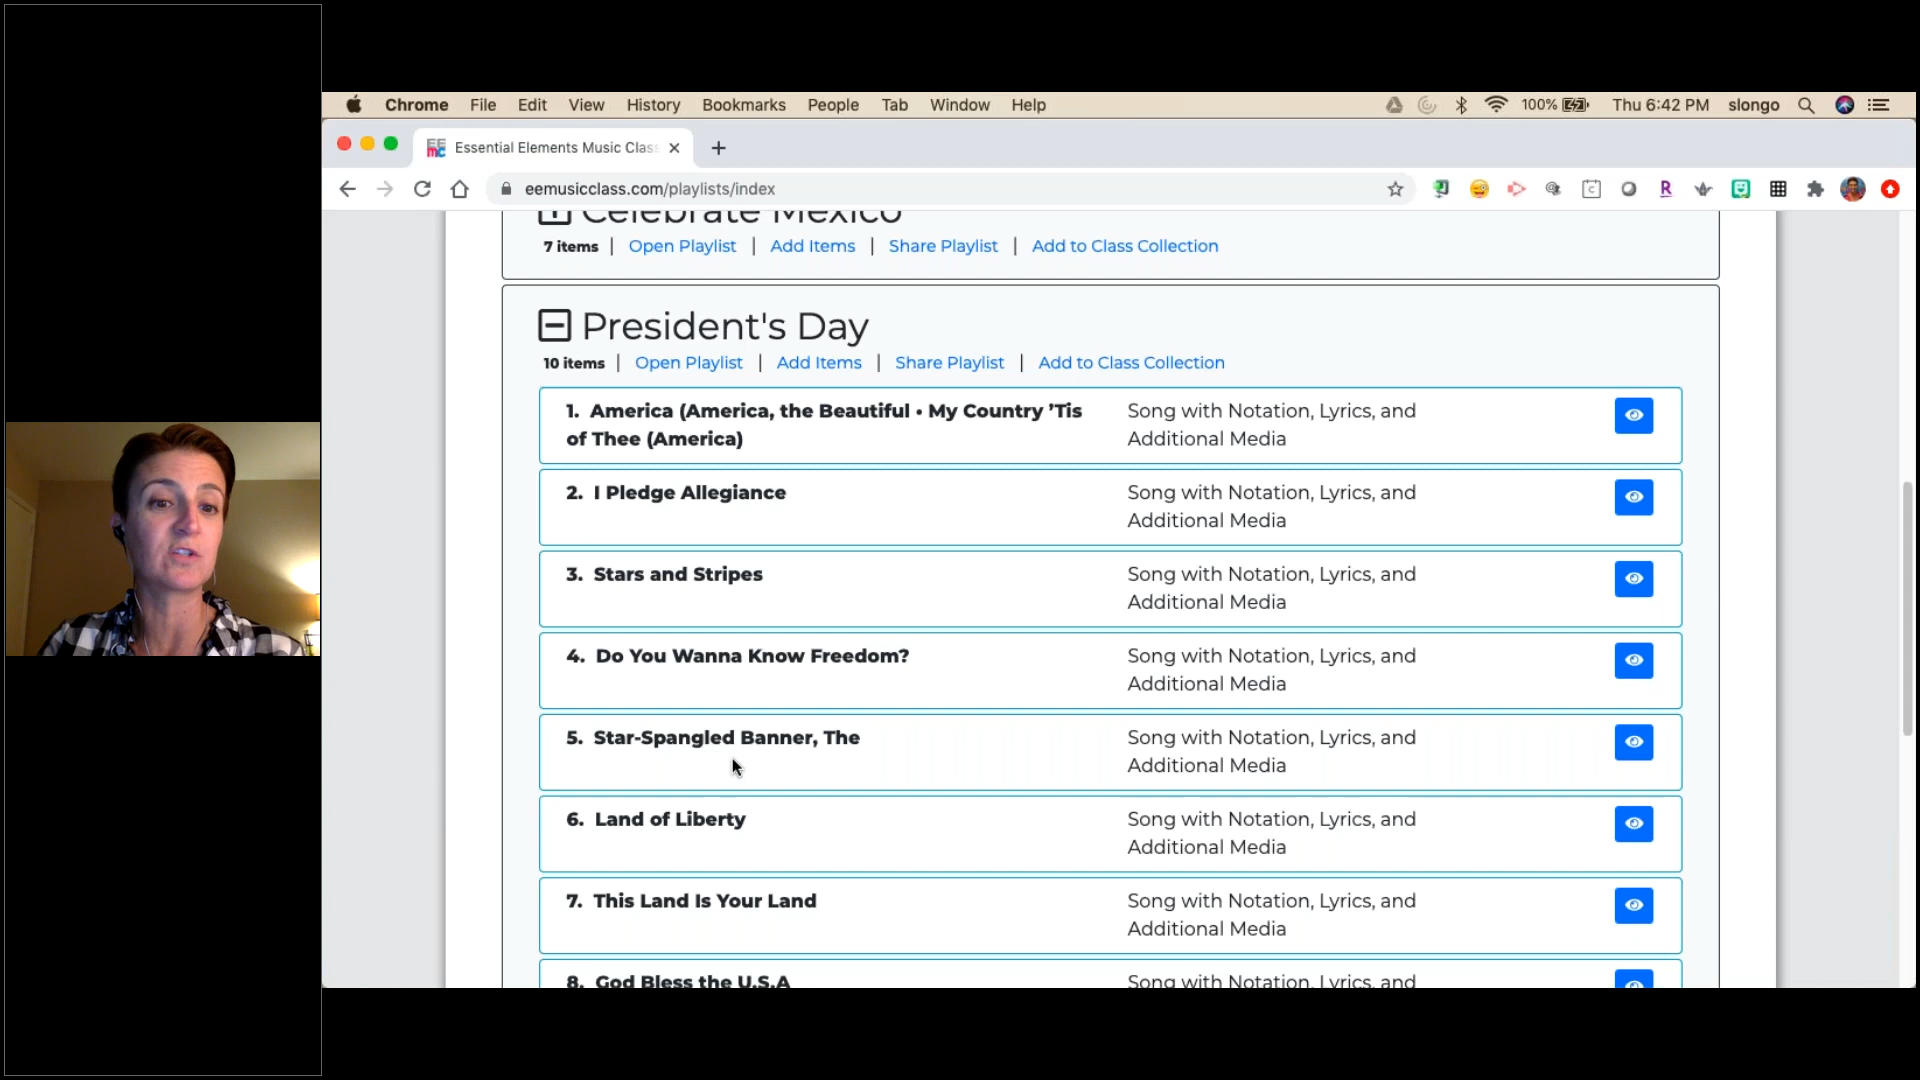 Chrome File Edit View History Bookmarks People Tab Window Help 100% Thu 6:42 PM slongo
Essential Elements Music Clas
eemusicclass.com/playlists/index
Celebrate Mexico
7 items | Open Playlist | Add Items | Share Playlist | Add to Class Collection
President's Day
10 items | Open Playlist | Add Items | Share Playlist | Add to Class Collection
1. America (America, the Beautiful • My Country ’Tis
of Thee (America)
Song with Notation, Lyrics, and
Additional Media
2. I Pledge Allegiance
Song with Notation, Lyrics, and
Additional Media
3. Stars and Stripes
Song with Notation, Lyrics, and
Additional Media
4. Do You Wanna Know Freedom?
Song with Notation, Lyrics, and
Additional Media
5. Star-Spangled Banner, The
Song with Notation, Lyrics, and
Additional Media
6. Land of Liberty
Song with Notation, Lyrics, and
Additional Media
7. This Land Is Your Land
Song with Notation, Lyrics, and
Additional Media
8. God Bless the U.S.A
Song with Notation, Lyrics, and